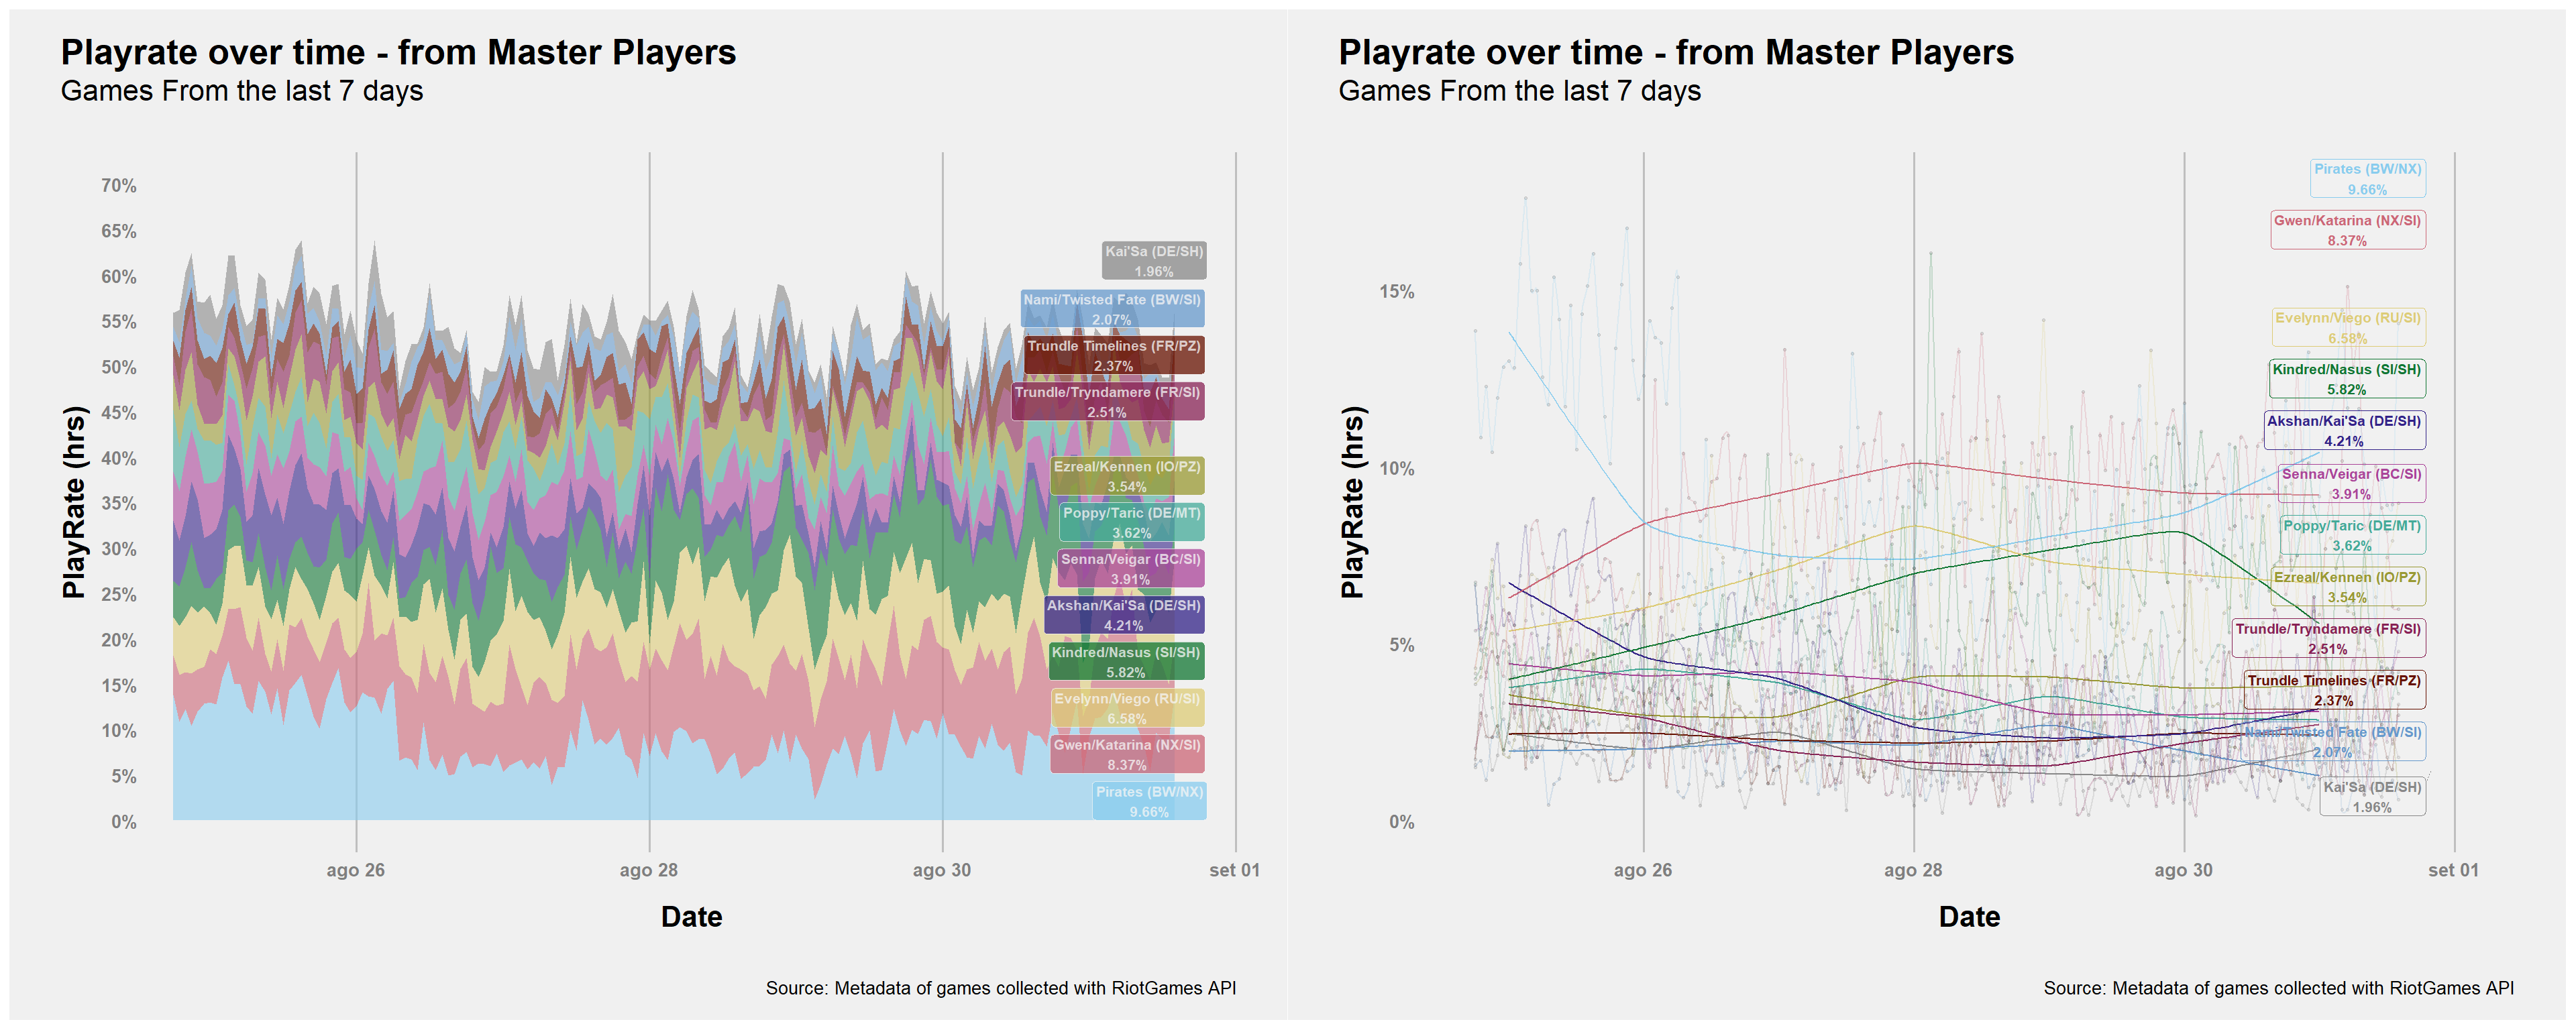 Playrate over time - from Master Players
Games From the last 7 days
PlayRate (hrs)
70%
65%
60%
55%
50%
45%
40%
35%
30%
25%
20%
15%
10%
5%
0%
Kai'Sa (DE/SH)
1.96%
Nami/Twisted Fate (BW/SI)
2.07%
Trundle Timelines (FR/PZ)
2.37%
Trundle/Tryndamere (FR/SI)
2.51%
Ezreal/Kennen (IO/PZ)
3.54%
Poppy/Taric (DE/MT)
3.62%
Senna/Veigar (BC/SI)
3.91%
Akshan/Kai'Sa (DE/SH)
4.21%
Kindred/Nasus (SI/SH)
5.82%
Evelynn/Viego (RU/SI)
6.58%
Gwen/Katarina (NX/SI)
8.37%
Pirates (BW/NX)
9.66%
ago 26
ago 28
ago 30
set 01
Date
Source: Metadata of games collected with RiotGames API
Playrate over time - from Master Players
Games From the last 7 days
PlayRate (hrs)
15%
10%
5%
0%
Pirates (BW/NX)
9.66%
Gwen/Katarina (NX/SI)
8.37%
Evelynn/Viego (RU/SI)
6.58%
Kindred/Nasus (SI/SH)
5.82%
Akshan/Kai'Sa (DE/SH)
4.21%
Senna/Veigar (BC/SI)
3.91%
Poppy/Taric (DE/MT)
3.62%
Ezreal/Kennen (IO/PZ)
3.54%
Trundle/Tryndamere (FR/SI)
2.51%
Trundle Timelines (FR/PZ)
2.37%
Nami/Twisted Fate (BW/SI)
2.07%
Kai'Sa (DE/SH)
1.96%
ago 26
ago 28
ago 30
set 01
Date
Source: Metadata of games collected with RiotGames API